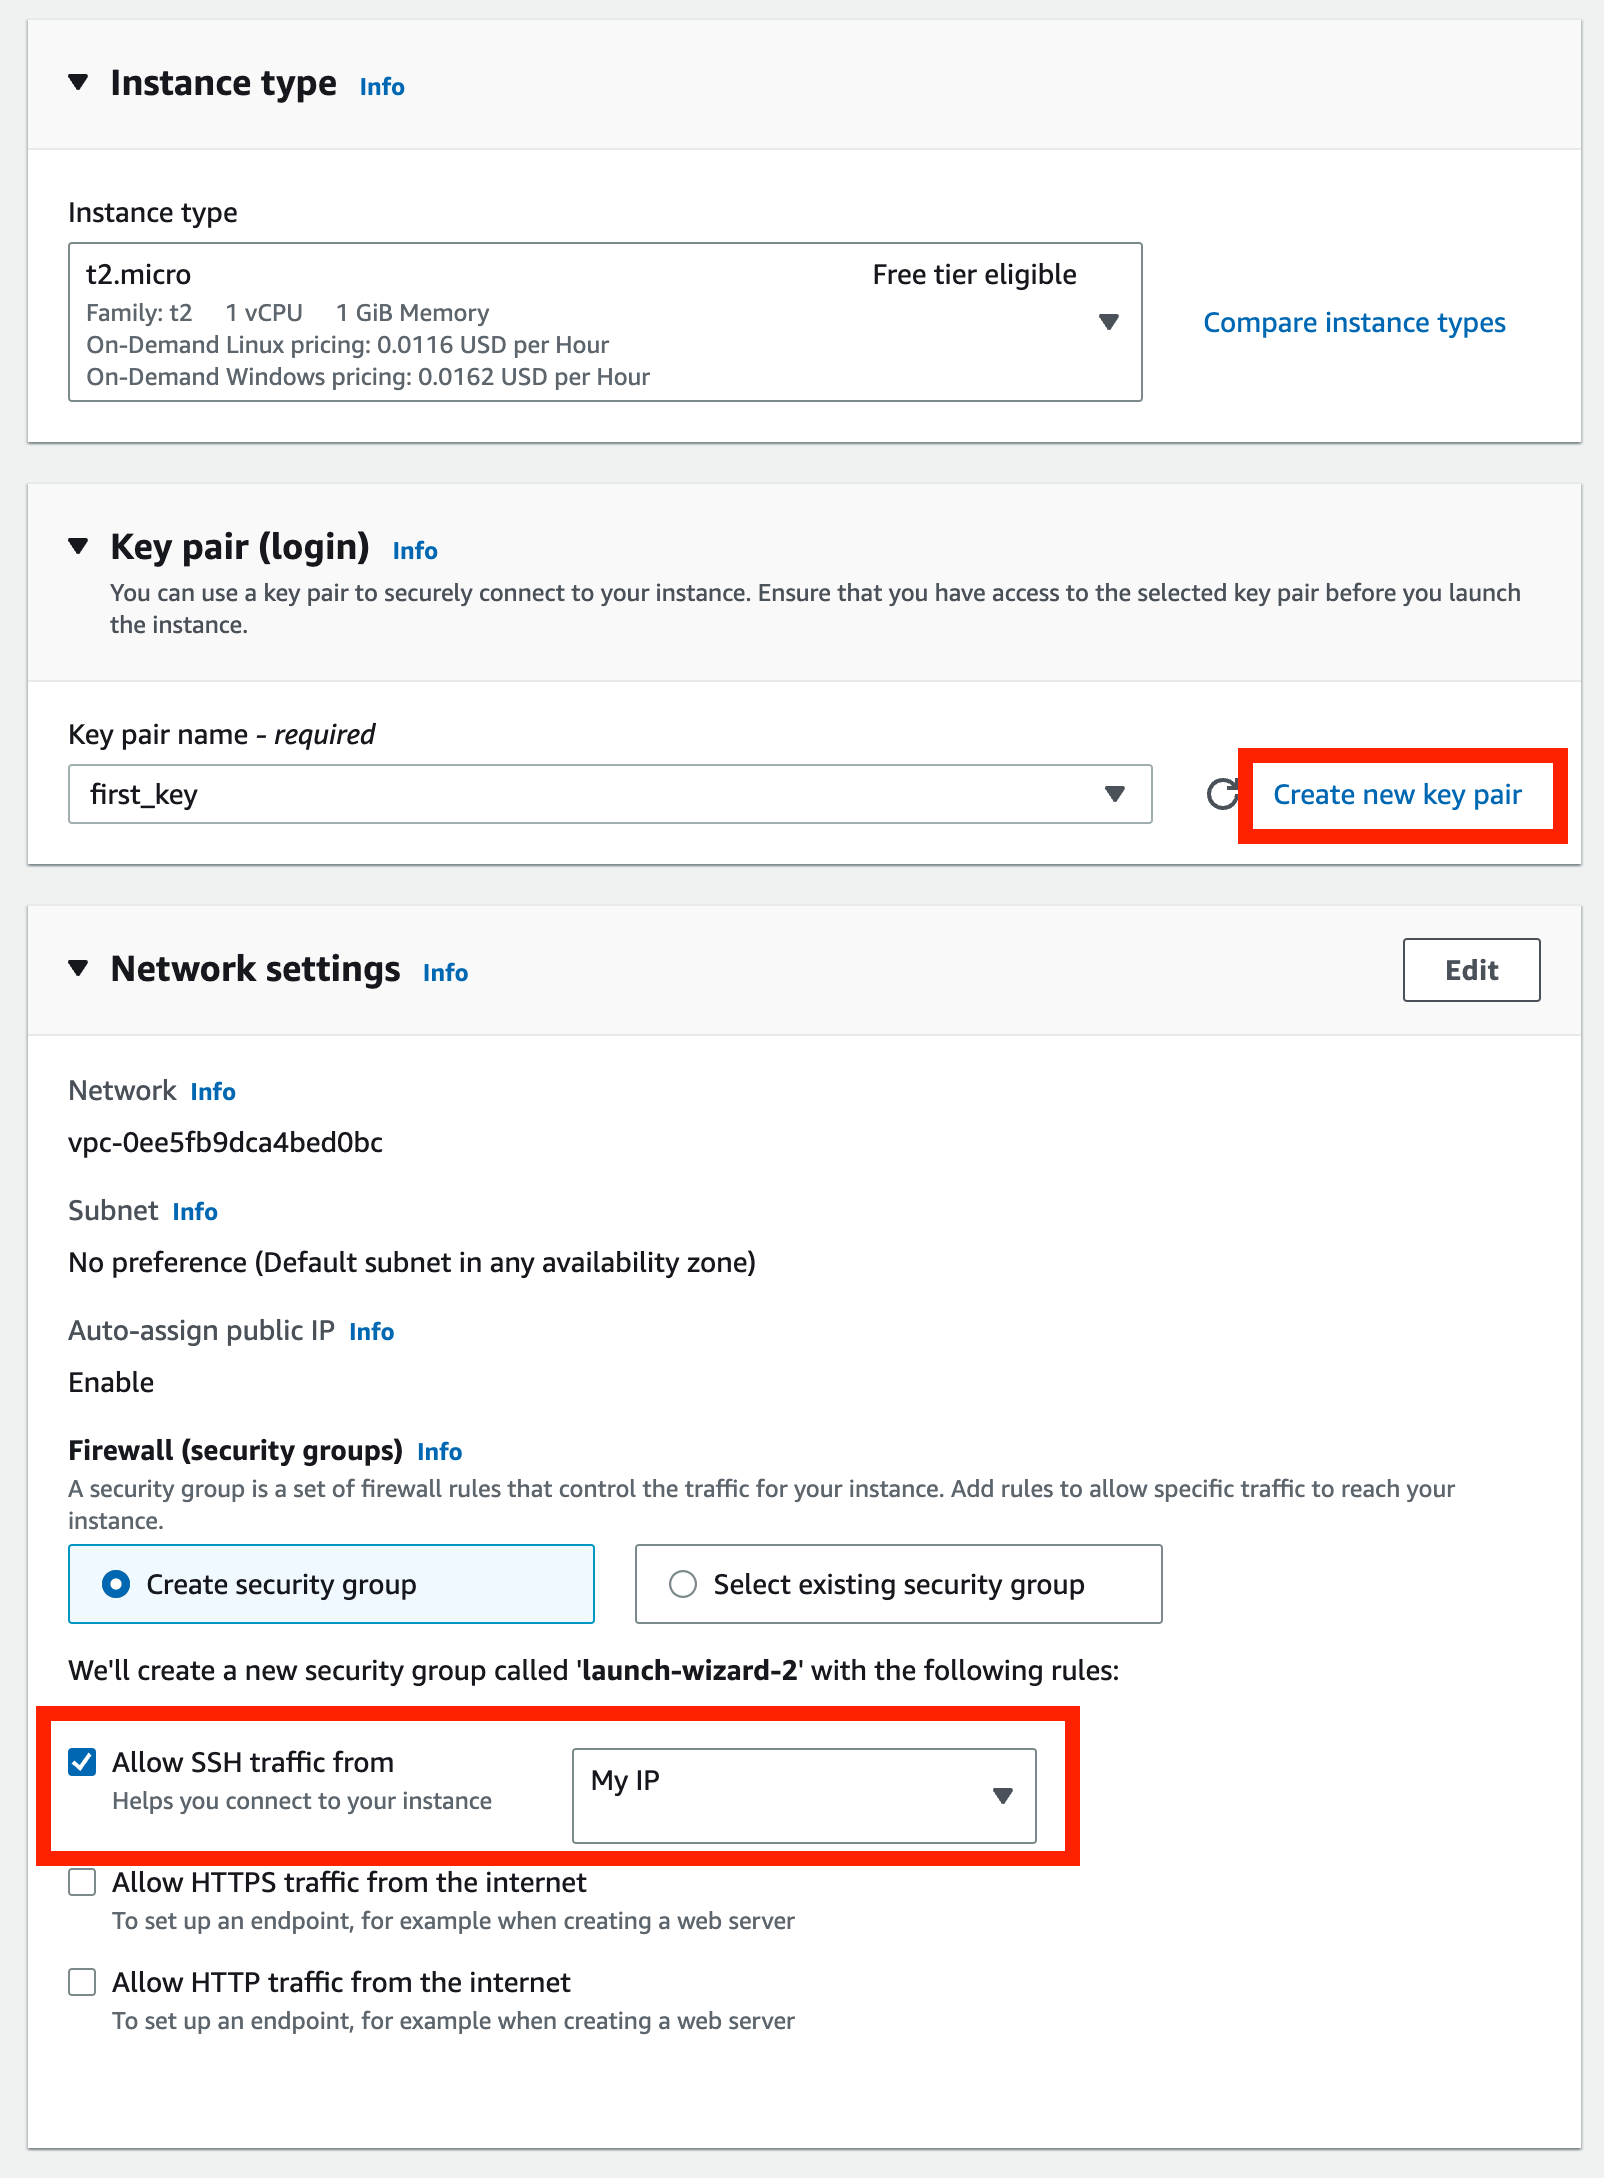 Instance type Info
Instance type
t2.micro Free tier eligible
Family: t2 1 vCPU 1 GiB Memory
On-Demand Linux pricing: 0.0116 USD per Hour
On-Demand Windows pricing: 0.0162 USD per Hour
Compare instance types
Key pair (login) Info
You can use a key pair to securely connect to your instance. Ensure that you have access to the selected key pair before you launch
the instance.
Key pair name - required
first_key
Create new key pair
Network settings Info
Edit
Network Info
vpc-0ee5fb9dca4bed0bc
Subnet Info
No preference (Default subnet in any availability zone)
Auto-assign public IP Info
Enable
Firewall (security groups) Info
A security group is a set of firewall rules that control the traffic for your instance. Add rules to allow specific traffic to reach your
instance.
Create security group
Select existing security group
We'll create a new security group called 'launch-wizard-2' with the following rules:
Allow SSH traffic from
Helps you connect to your instance
My IP
Allow HTTPS traffic from the internet
To set up an endpoint, for example when creating a web server
Allow HTTP traffic from the internet
To set up an endpoint, for example when creating a web server